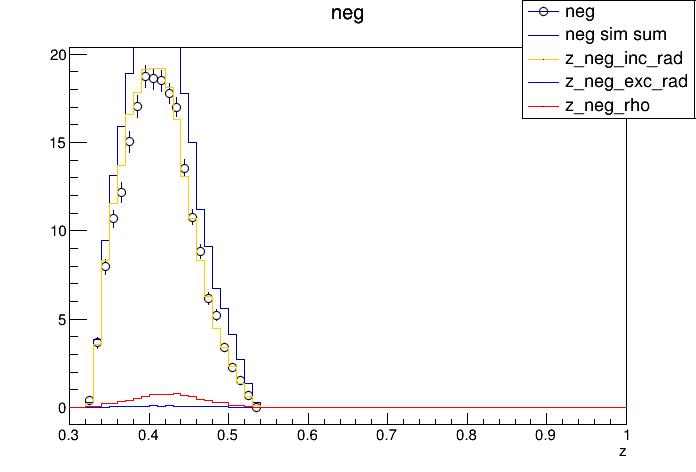 neg
neg
neg sim sum
z_neg_inc_rad
z_neg_exc_rad
z_neg_rho
20
15
10
5
0
0.3 0.4 0.5 0.6 0.7 0.8 0.9 1
z